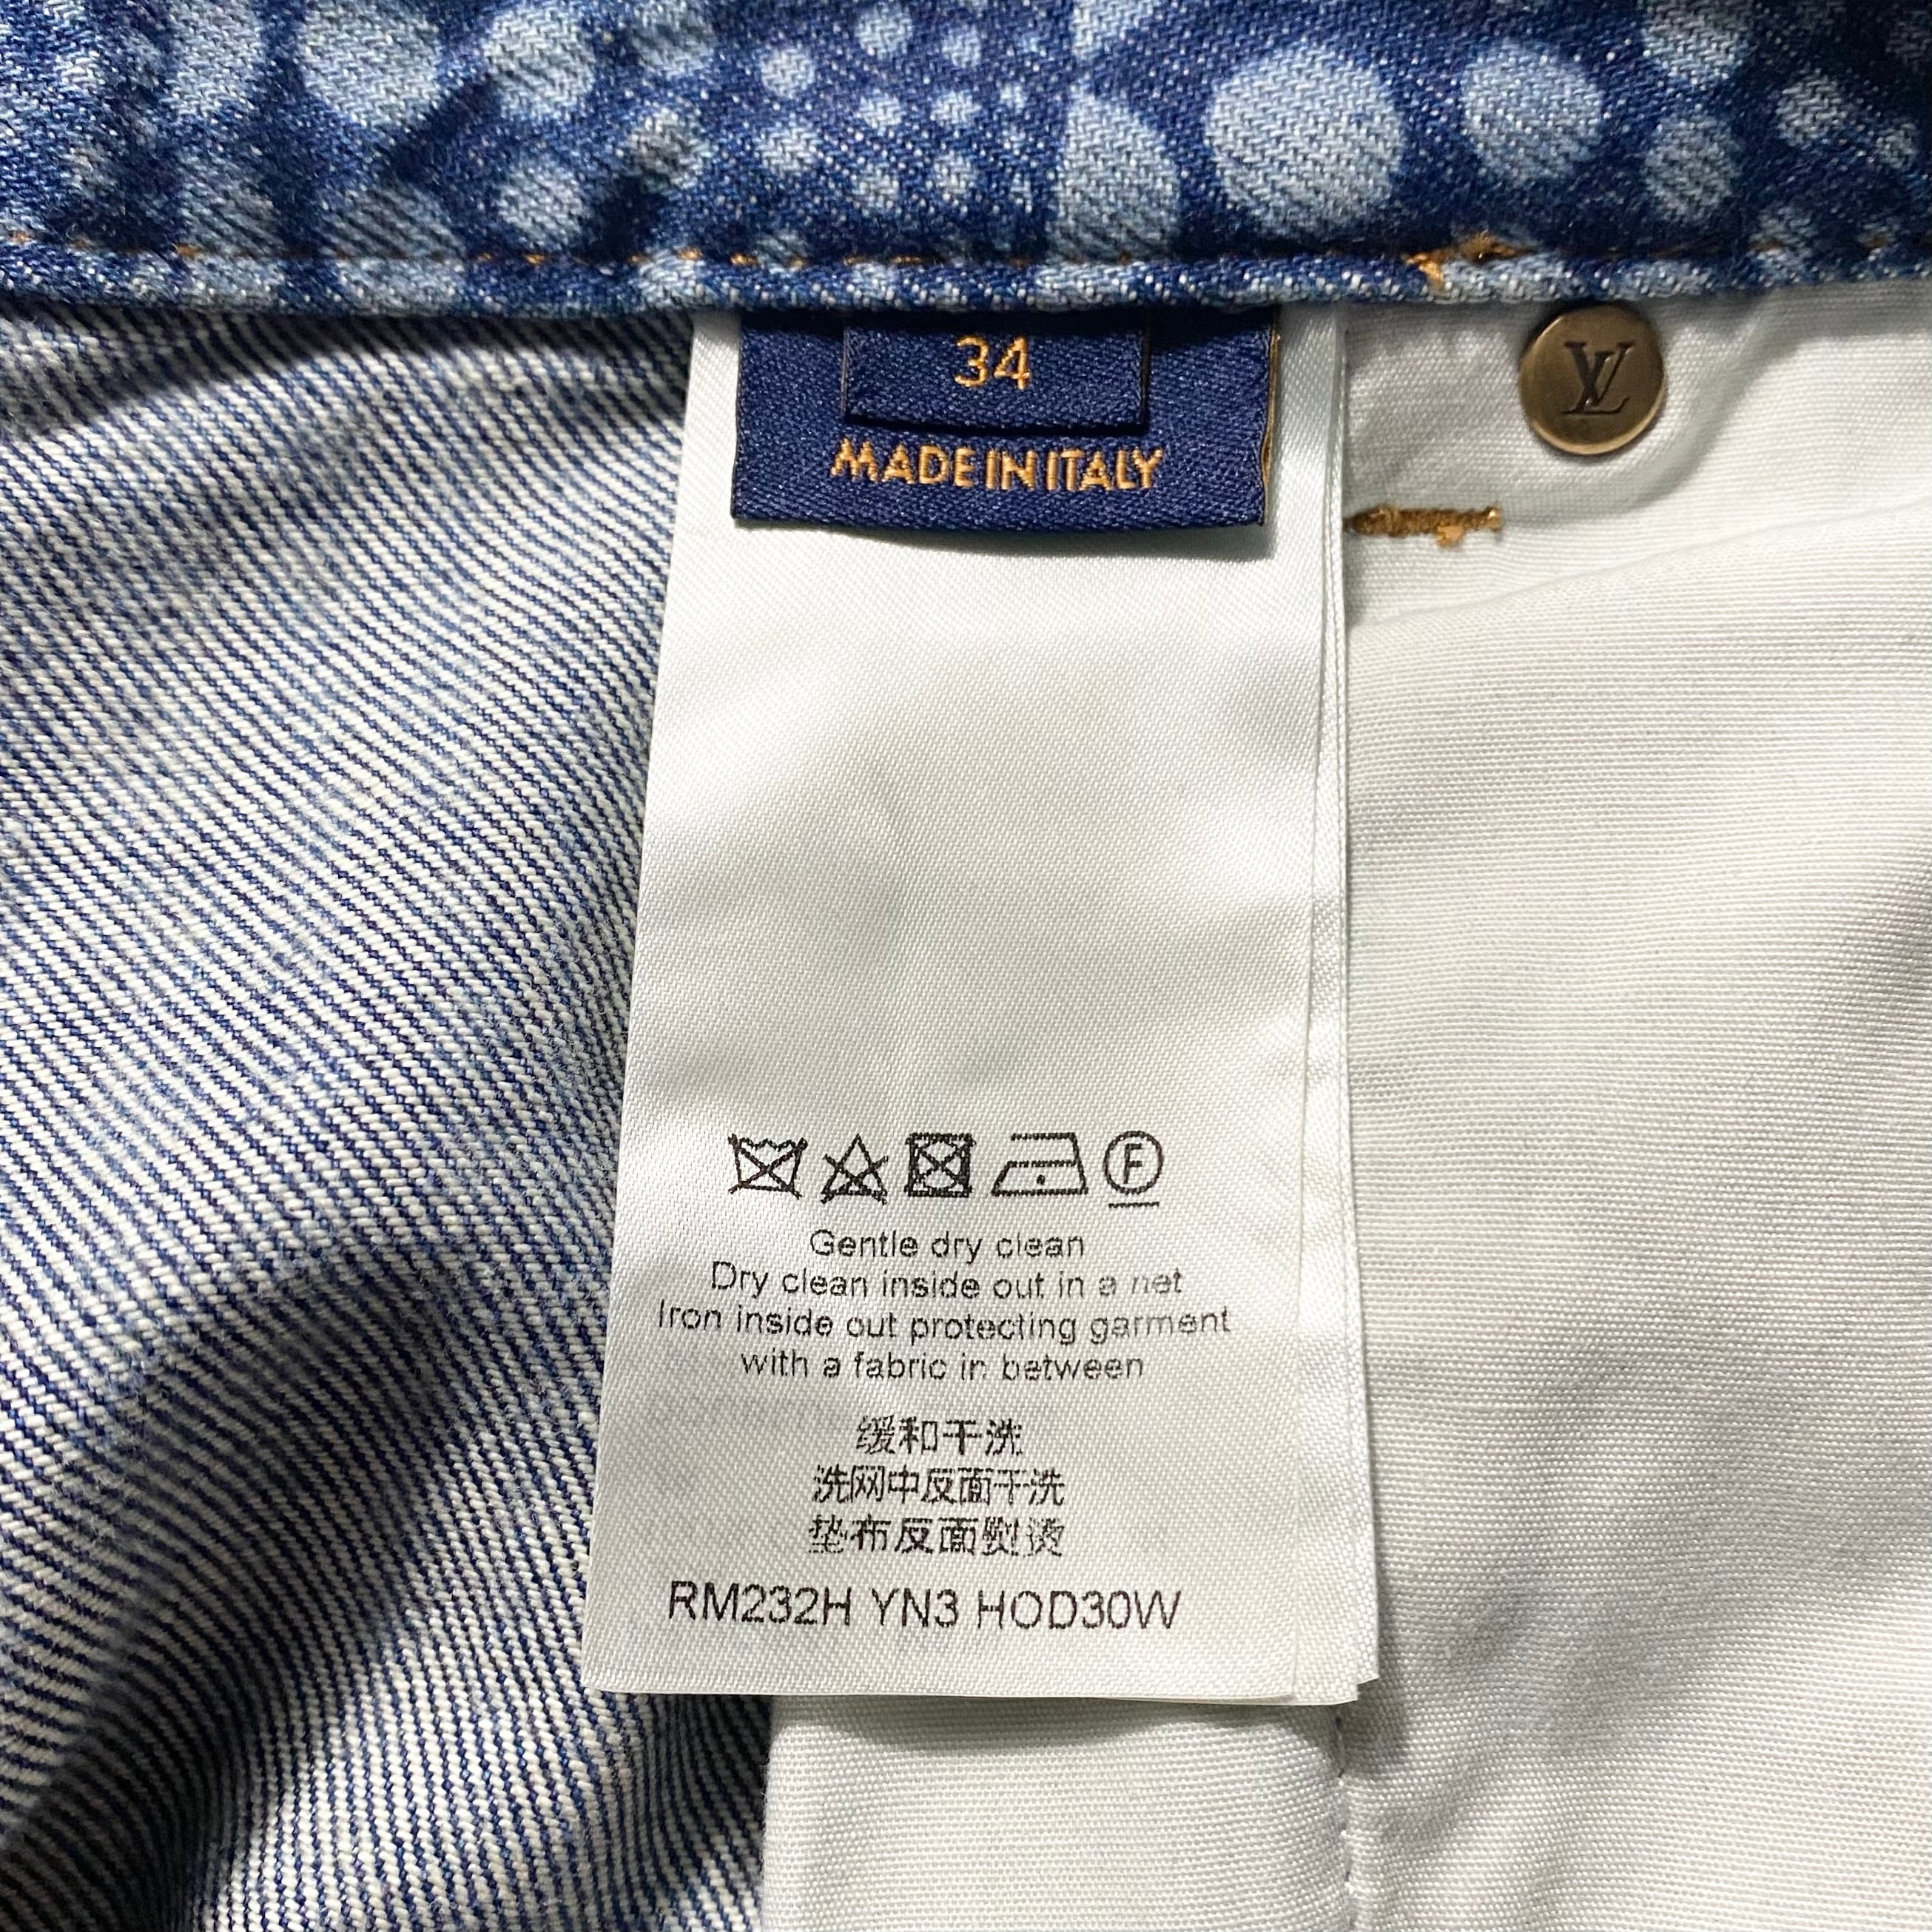 34
MADE IN ITALY
LV
F
Gentle dry clean
Dry clean inside out in a net
Iron inside out protecting garment
with a fabric in between
缓和干洗
洗网中反面干洗
垫布反面熨烫
RM232H YN3 HOD30W